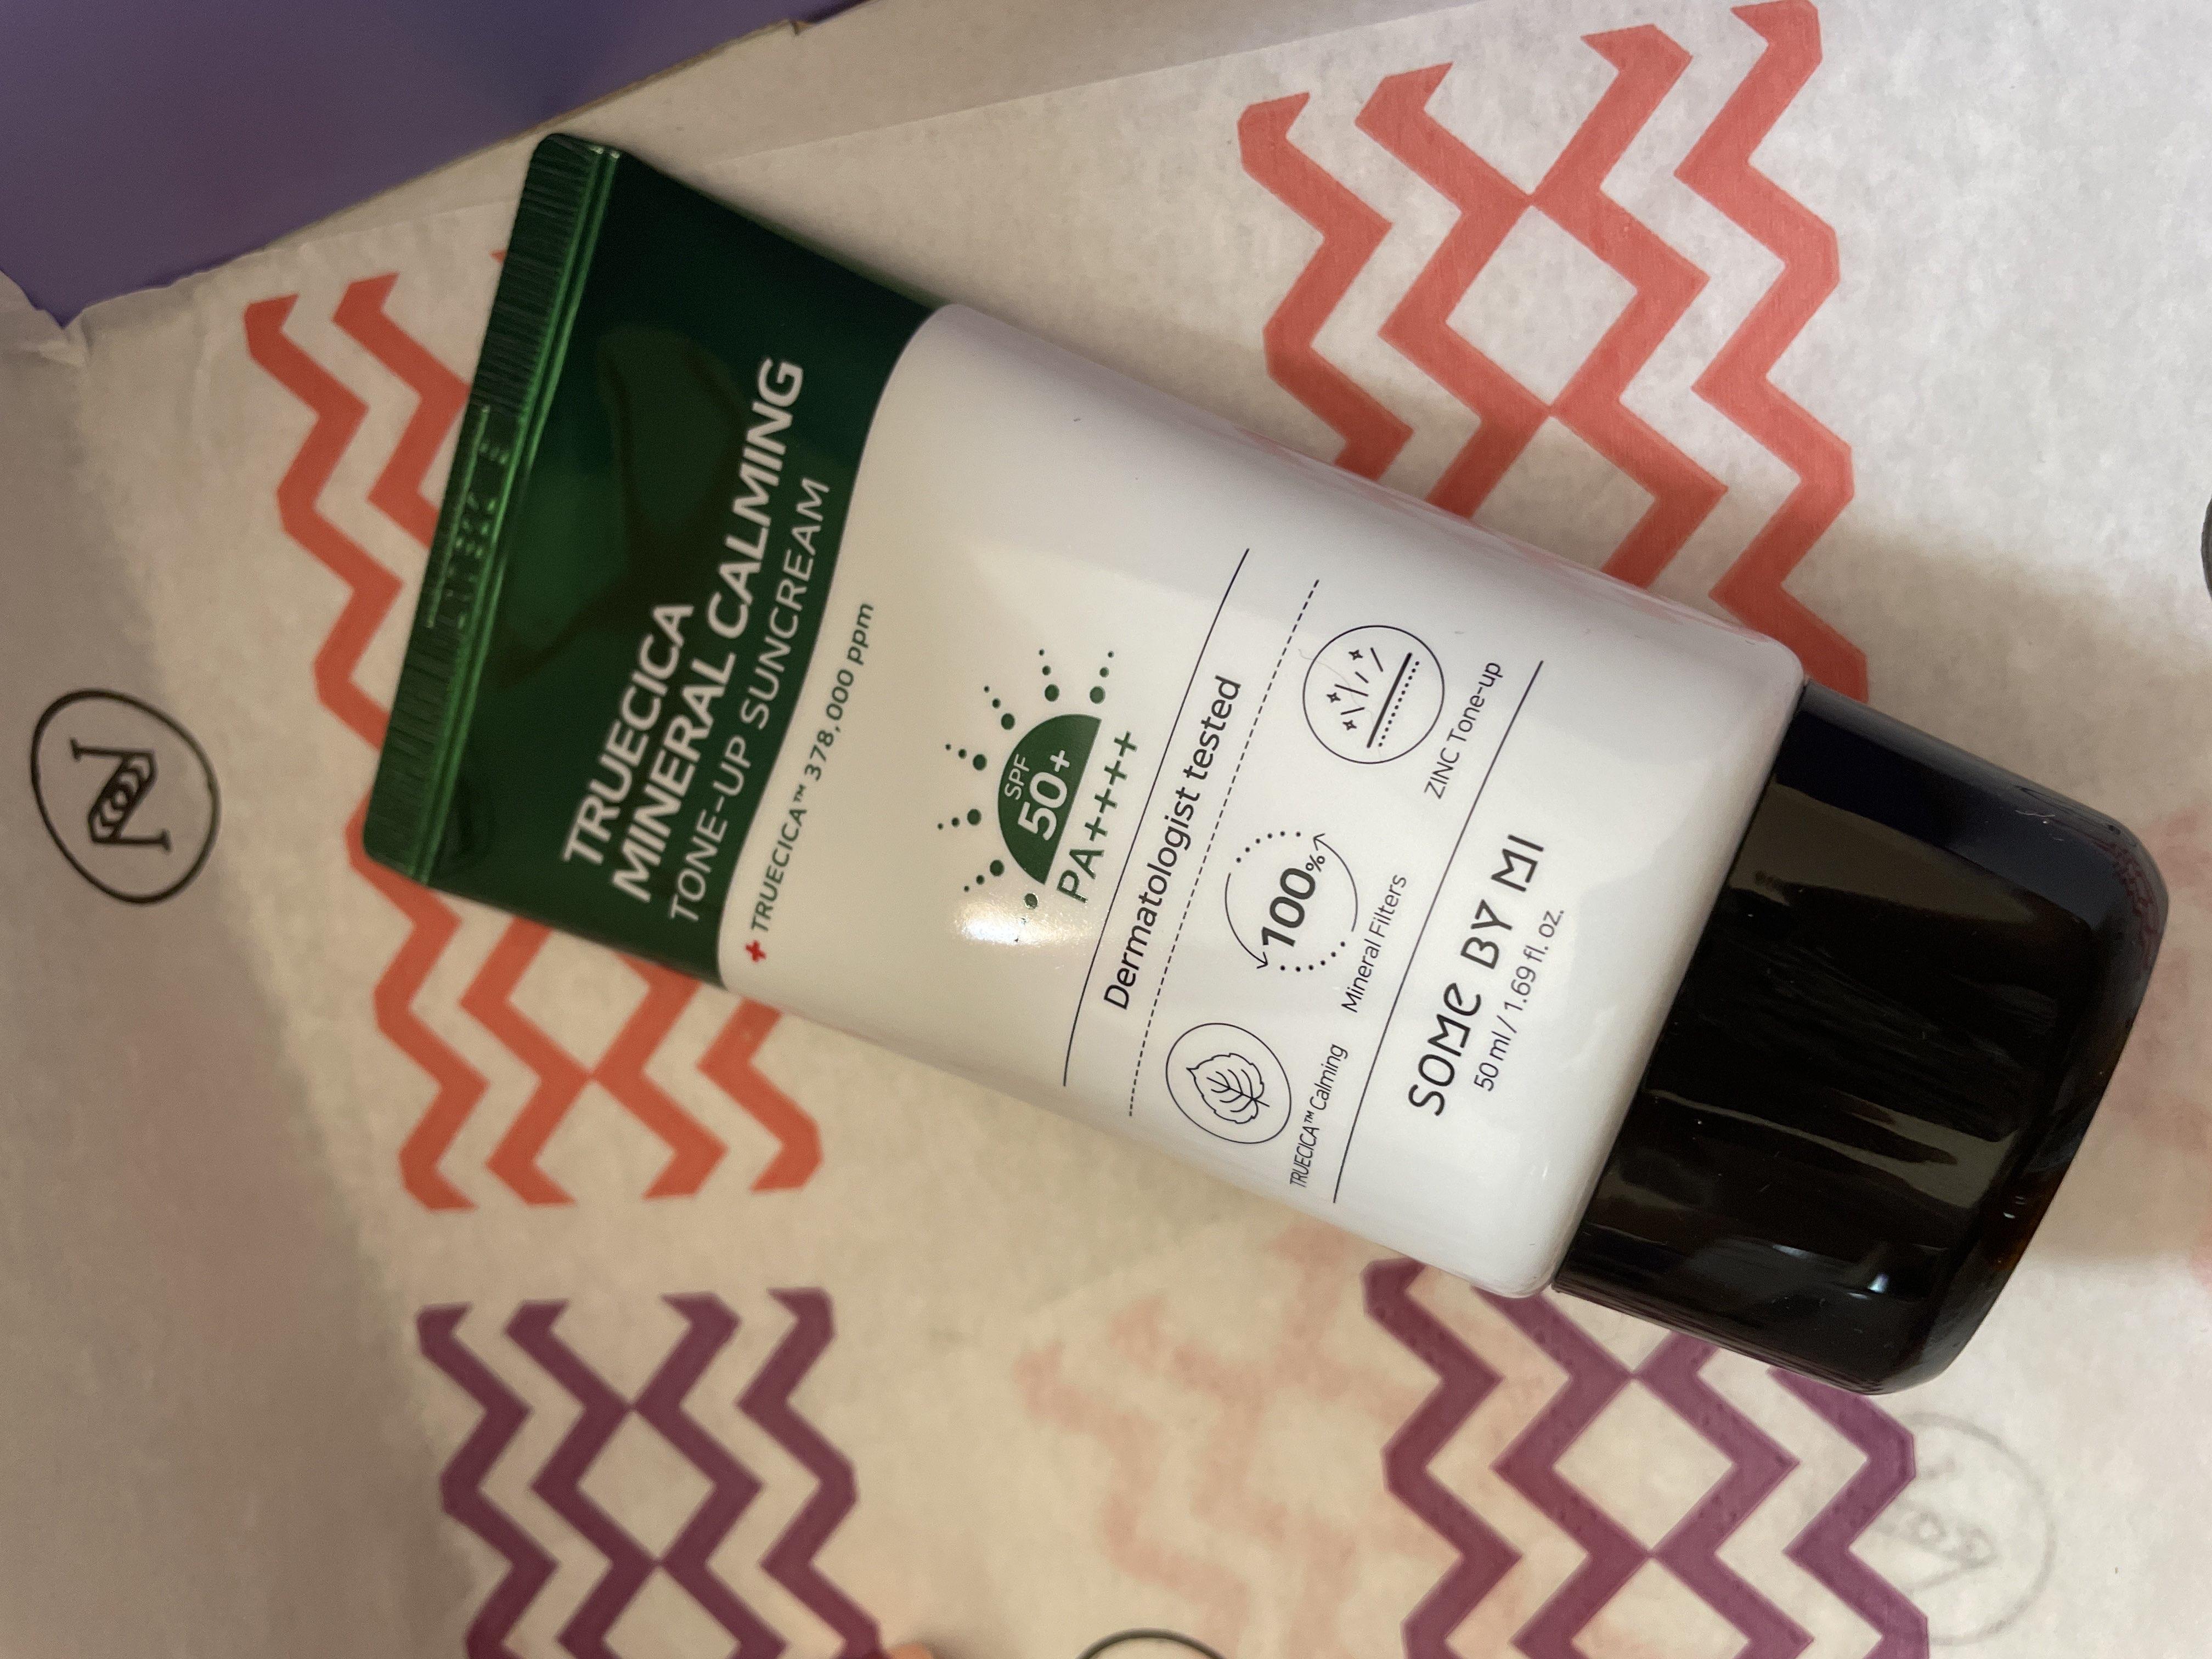 TRUECICA
MINERAL CALMING
TONE-UP SUNCREAM
+ TRUECICA™ 378,000 ppm
SPF
50+
PA++++
Dermatologist tested
100%
TRUECICA™ Calming
Mineral Filters
ZINC Tone-up
SOME BY MI
50 ml / 1.69 fl. oz.
N